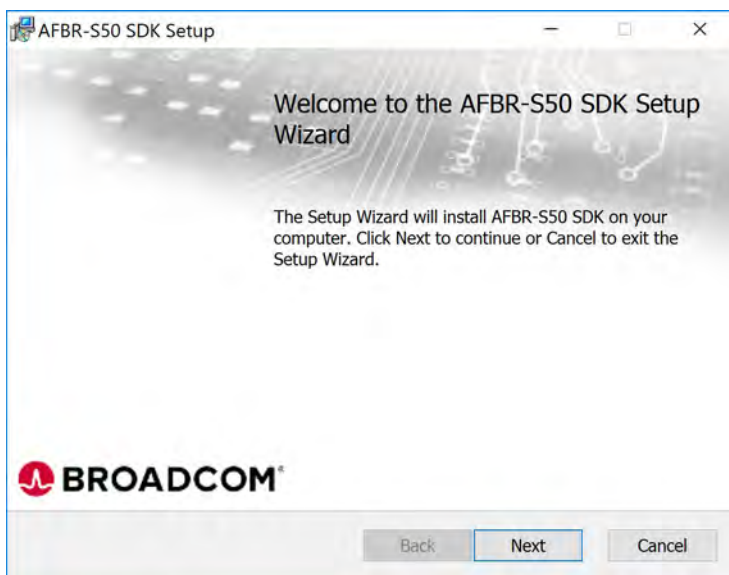 AFBR-S50 SDK Setup
Welcome to the AFBR-S50 SDK Setup
Wizard
The Setup Wizard will install AFBR-S50 SDK on your
computer. Click Next to continue or Cancel to exit the
Setup Wizard.
BROADCOM®
Back Next Cancel